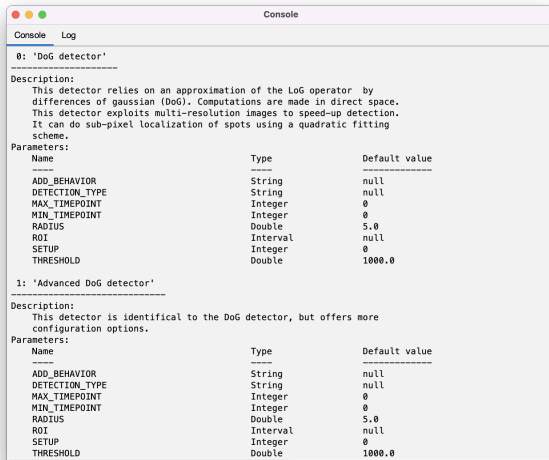 Console
Console Log
0: 'DoG detector'
--------------------
Description:
This detector relies on an approximation of the LoG operator by
differences of gaussian (DoG). Computations are made in direct space.
This detector exploits multi-resolution images to speed-up detection.
It can do sub-pixel localization of spots using a quadratic fitting
scheme.
Parameters:
Name Type Default value
---- ---- -------------
ADD_BEHAVIOR String null
DETECTION_TYPE String null
MAX_TIMEPOINT Integer 0
MIN_TIMEPOINT Integer 0
RADIUS Double 5.0
ROI Interval null
SETUP Integer 0
THRESHOLD Double 1000.0
1: 'Advanced DoG detector'
-----------------------------
Description:
This detector is identifical to the DoG detector, but offers more
configuration options.
Parameters:
Name Type Default value
---- ---- -------------
ADD_BEHAVIOR String null
DETECTION_TYPE String null
MAX_TIMEPOINT Integer 0
MIN_TIMEPOINT Integer 0
RADIUS Double 5.0
ROI Interval null
SETUP Integer 0
THRESHOLD Double 1000.0